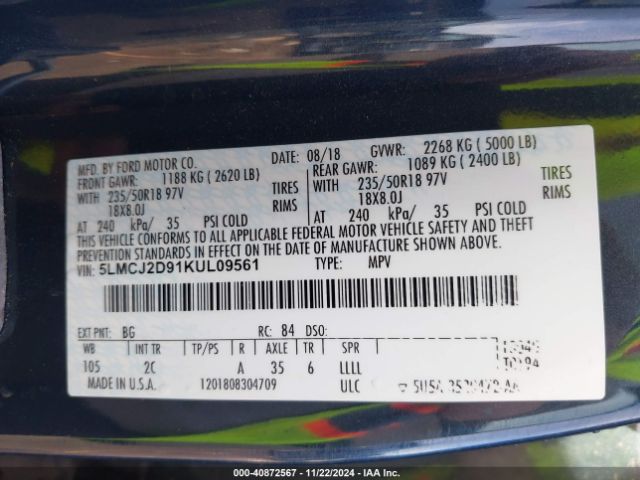 MFD. BY FORD MOTOR CO.
DATE: 08/18 GVWR: 2268 KG ( 5000 LB)
FRONT GAWR: 1188 KG ( 2620 LB)
WITH 235/50R18 97V TIRES
18X8.0J RIMS
AT 240 kPa/ 35 PSI COLD
REAR GAWR: 1089 KG ( 2400 LB)
WITH 235/50R18 97V TIRES
18X8.0J RIMS
AT 240 kPa/ 35 PSI COLD
THIS VEHICLE CONFORMS TO ALL APPLICABLE FEDERAL MOTOR VEHICLE SAFETY AND THEFT
PREVENTION STANDARDS IN EFFECT ON THE DATE OF MANUFACTURE SHOWN ABOVE.
VIN: 5LMCJ2D91KUL09561 TYPE: MPV
EXT PNT: BG RC: 84 DSO:
WB INT TR TP/PS R AXLE TR SPR
105 2C A 35 6 LLLL
MADE IN U.S.A. 1201808304709 ULC
000-40872567 - 11/22/2024 - IAA Inc.